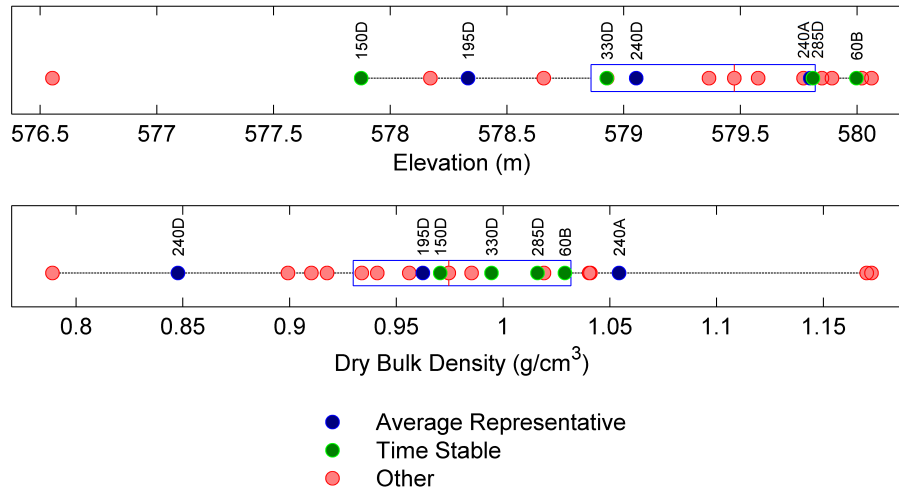 150D 195D 330D 240D 240A 285D 60B
576.5 577 577.5 578 578.5 579 579.5 580
Elevation (m)
240D 195D 150D 330D 285D 60B 240A
0.8 0.85 0.9 0.95 1 1.05 1.1 1.15
Dry Bulk Density (g/cm³)
Average Representative
Time Stable
Other